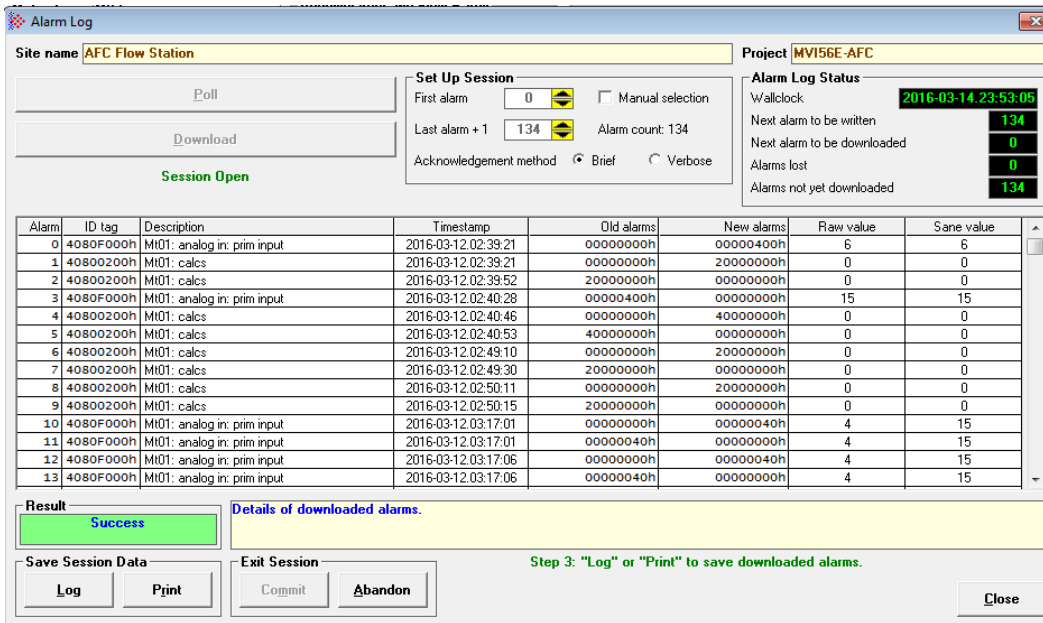 Alarm Log
Site name AFC Flow Station Project MVI56E-AFC
Poll
Download
Session Open
Set Up Session
First alarm 0 Manual selection
Last alarm + 1 134 Alarm count: 134
Acknowledgement method Brief Verbose
Alarm Log Status
Wallclock 2016-03-14.23:53:05
Next alarm to be written 134
Next alarm to be downloaded 0
Alarms lost 0
Alarms not yet downloaded 134
Alarm ID tag Description Timestamp Old alarms New alarms Raw value Sane value
0 4080F000h Mt01: analog in: prim input 2016-03-12.02:39:21 00000000h 00000400h 6 6
1 40800200h Mt01: calcs 2016-03-12.02:39:21 00000000h 20000000h 0 0
2 40800200h Mt01: calcs 2016-03-12.02:39:52 20000000h 00000000h 0 0
3 4080F000h Mt01: analog in: prim input 2016-03-12.02:40:28 00000400h 00000000h 15 15
4 40800200h Mt01: calcs 2016-03-12.02:40:46 00000000h 40000000h 0 0
5 40800200h Mt01: calcs 2016-03-12.02:40:53 40000000h 00000000h 0 0
6 40800200h Mt01: calcs 2016-03-12.02:49:10 00000000h 20000000h 0 0
7 40800200h Mt01: calcs 2016-03-12.02:49:30 20000000h 00000000h 0 0
8 40800200h Mt01: calcs 2016-03-12.02:50:11 00000000h 20000000h 0 0
9 40800200h Mt01: calcs 2016-03-12.02:50:15 20000000h 00000000h 0 0
10 4080F000h Mt01: analog in: prim input 2016-03-12.03:17:01 00000000h 00000040h 4 15
11 4080F000h Mt01: analog in: prim input 2016-03-12.03:17:01 00000040h 00000000h 4 15
12 4080F000h Mt01: analog in: prim input 2016-03-12.03:17:06 00000000h 00000040h 4 15
13 4080F000h Mt01: analog in: prim input 2016-03-12.03:17:06 00000040h 00000000h 4 15
Result
Success
Details of downloaded alarms.
Save Session Data
Log Print
Exit Session
Commit Abandon
Step 3: "Log" or "Print" to save downloaded alarms.
Close